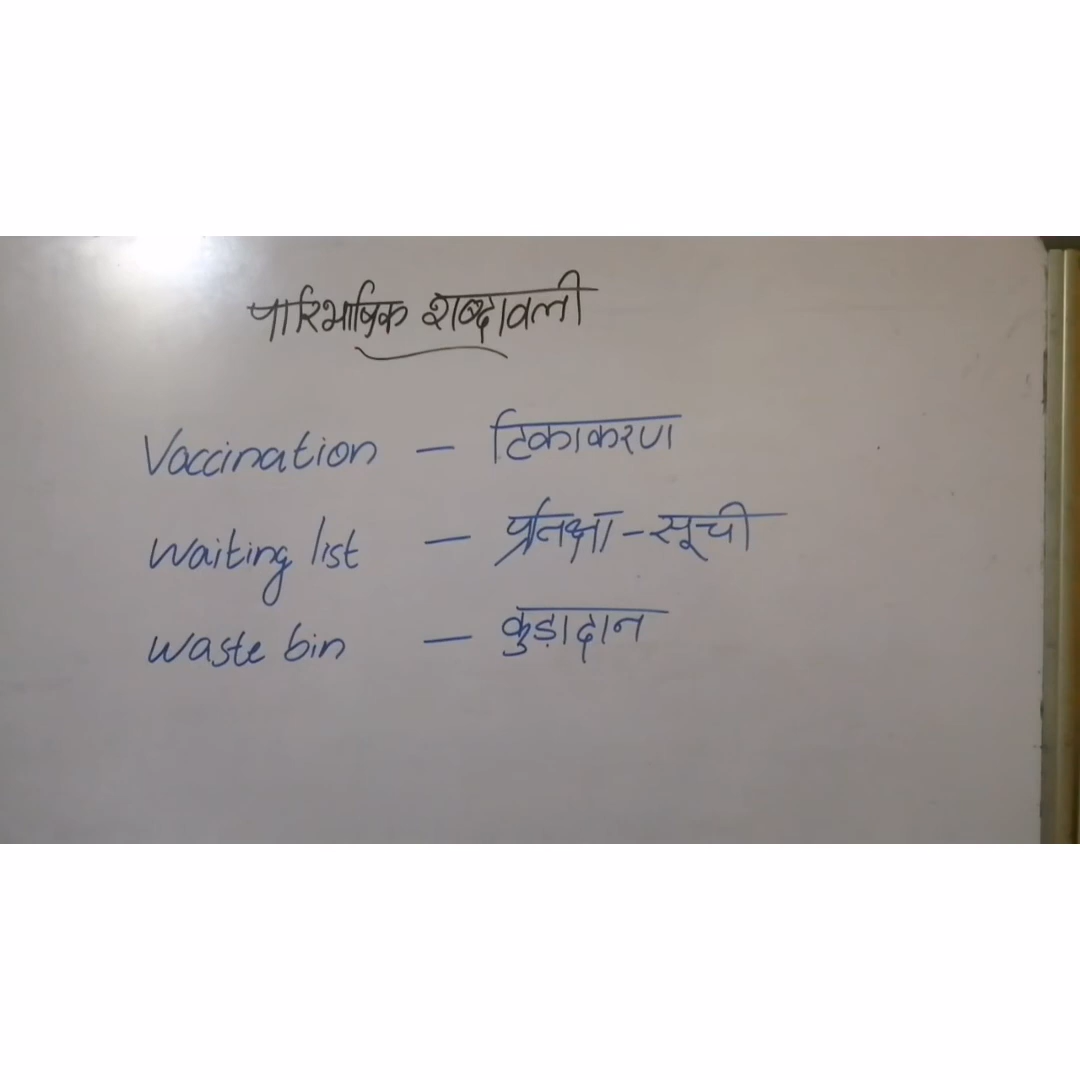 पारिभाषिक शब्दावली
Vaccination — टिकाकरण
waiting list — प्रतिक्षा - सूची
waste bin — कुड़ादान